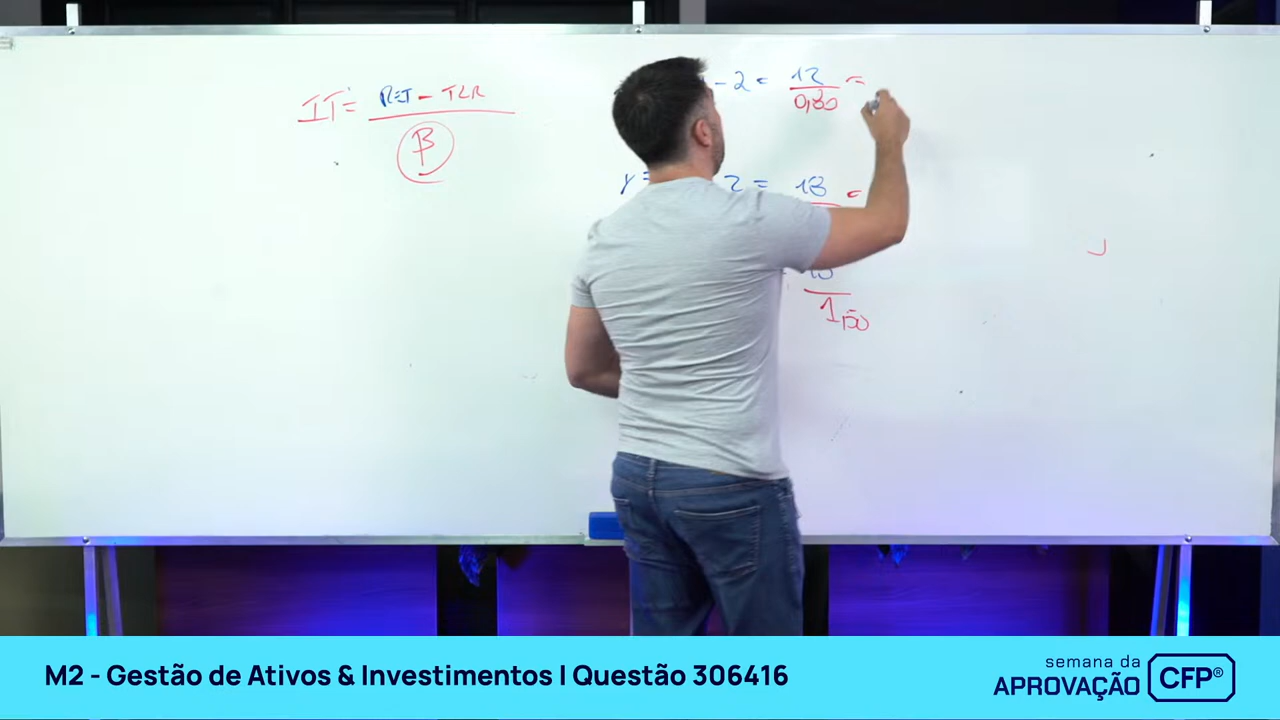 IT = RET - TLR
β
- 2 = 12 =
0,80
Y = 2 = 18 =
1,50
M2 - Gestão de Ativos & Investimentos | Questão 306416
semana da
APROVAÇÃO CFP®